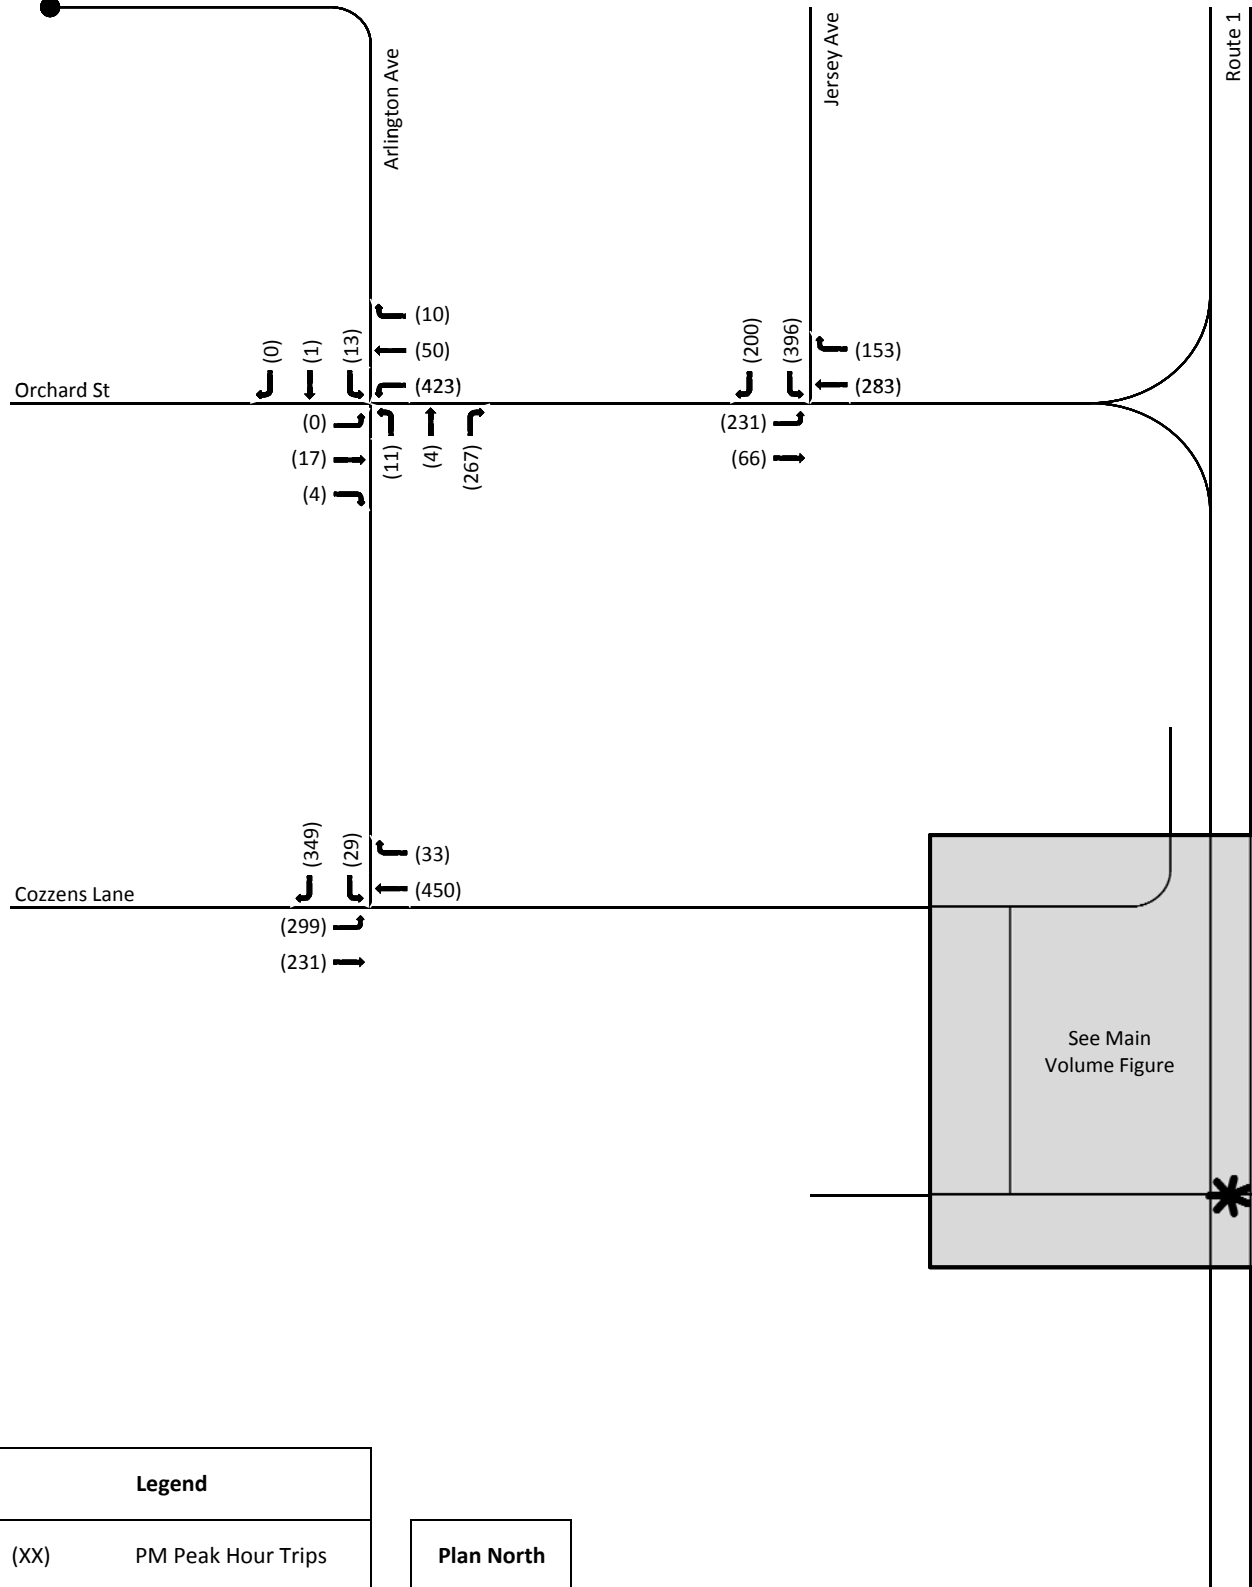 Arlington Ave
Jersey Ave
Route 1
(10)
(50)
(423)
(0)
(1)
(13)
Orchard St
(0)
(17)
(4)
(11)
(4)
(267)
(200)
(396)
(153)
(283)
(231)
(66)
(349)
(29)
(33)
(450)
Cozzens Lane
(299)
(231)
See Main
Volume Figure
Legend
(XX) PM Peak Hour Trips
Plan North